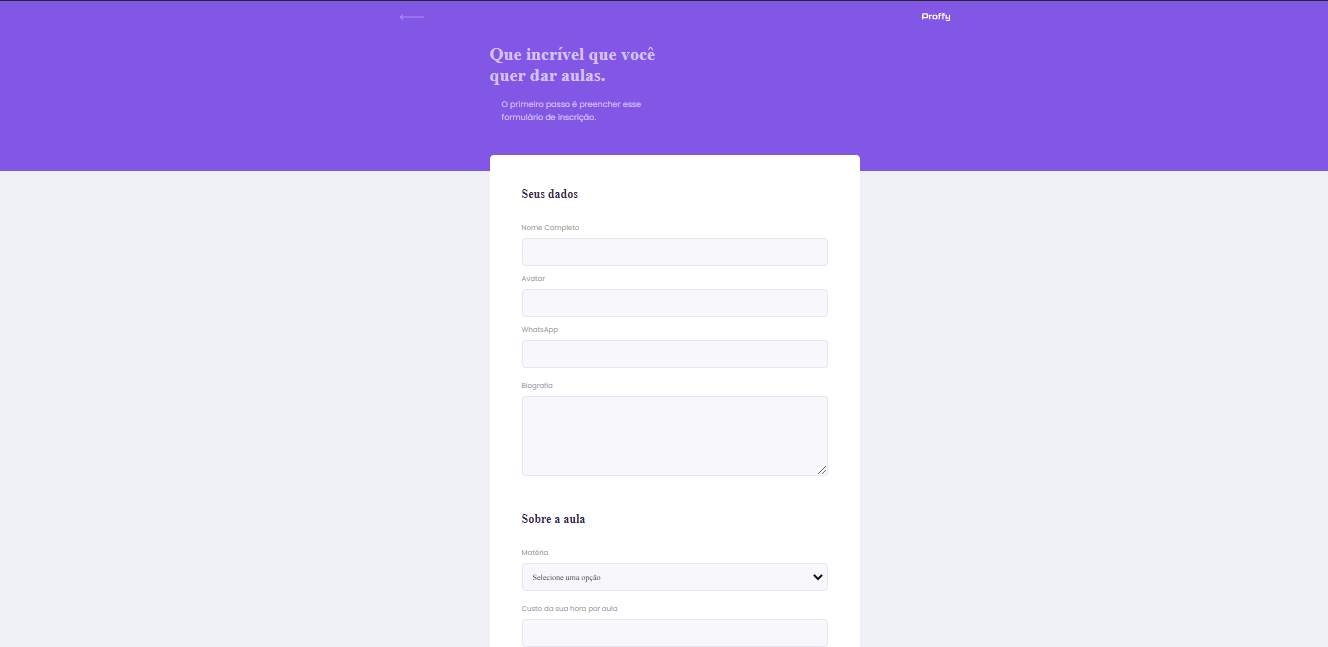 Proffy
Que incrível que você
quer dar aulas.
O primeiro passo é preencher esse
formulário de inscrição.
Seus dados
Nome Completo
Avatar
WhatsApp
Biografia
Sobre a aula
Matéria
Selecione uma opção
Custo da sua hora por aula